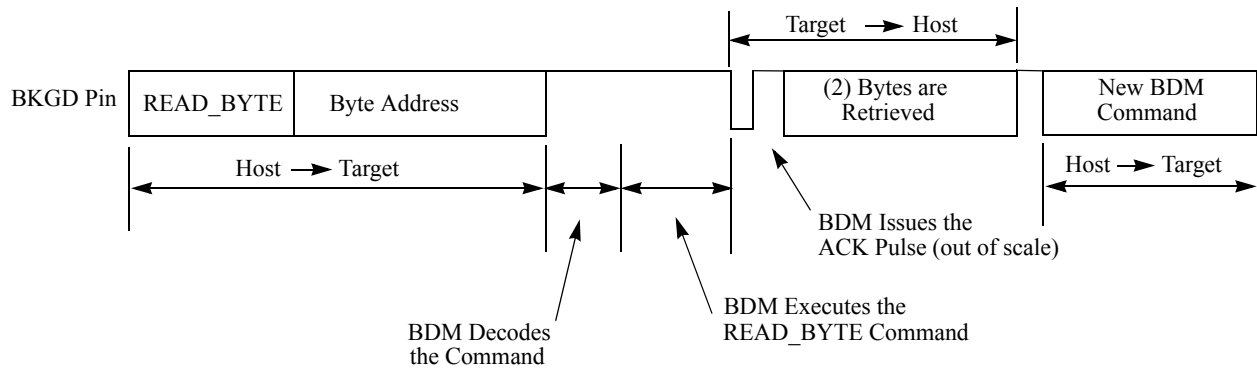 Target → Host
BKGD Pin
READ_BYTE
Byte Address
(2) Bytes are
Retrieved
New BDM
Command
Host → Target
Host → Target
BDM Issues the
ACK Pulse (out of scale)
BDM Decodes
the Command
BDM Executes the
READ_BYTE Command